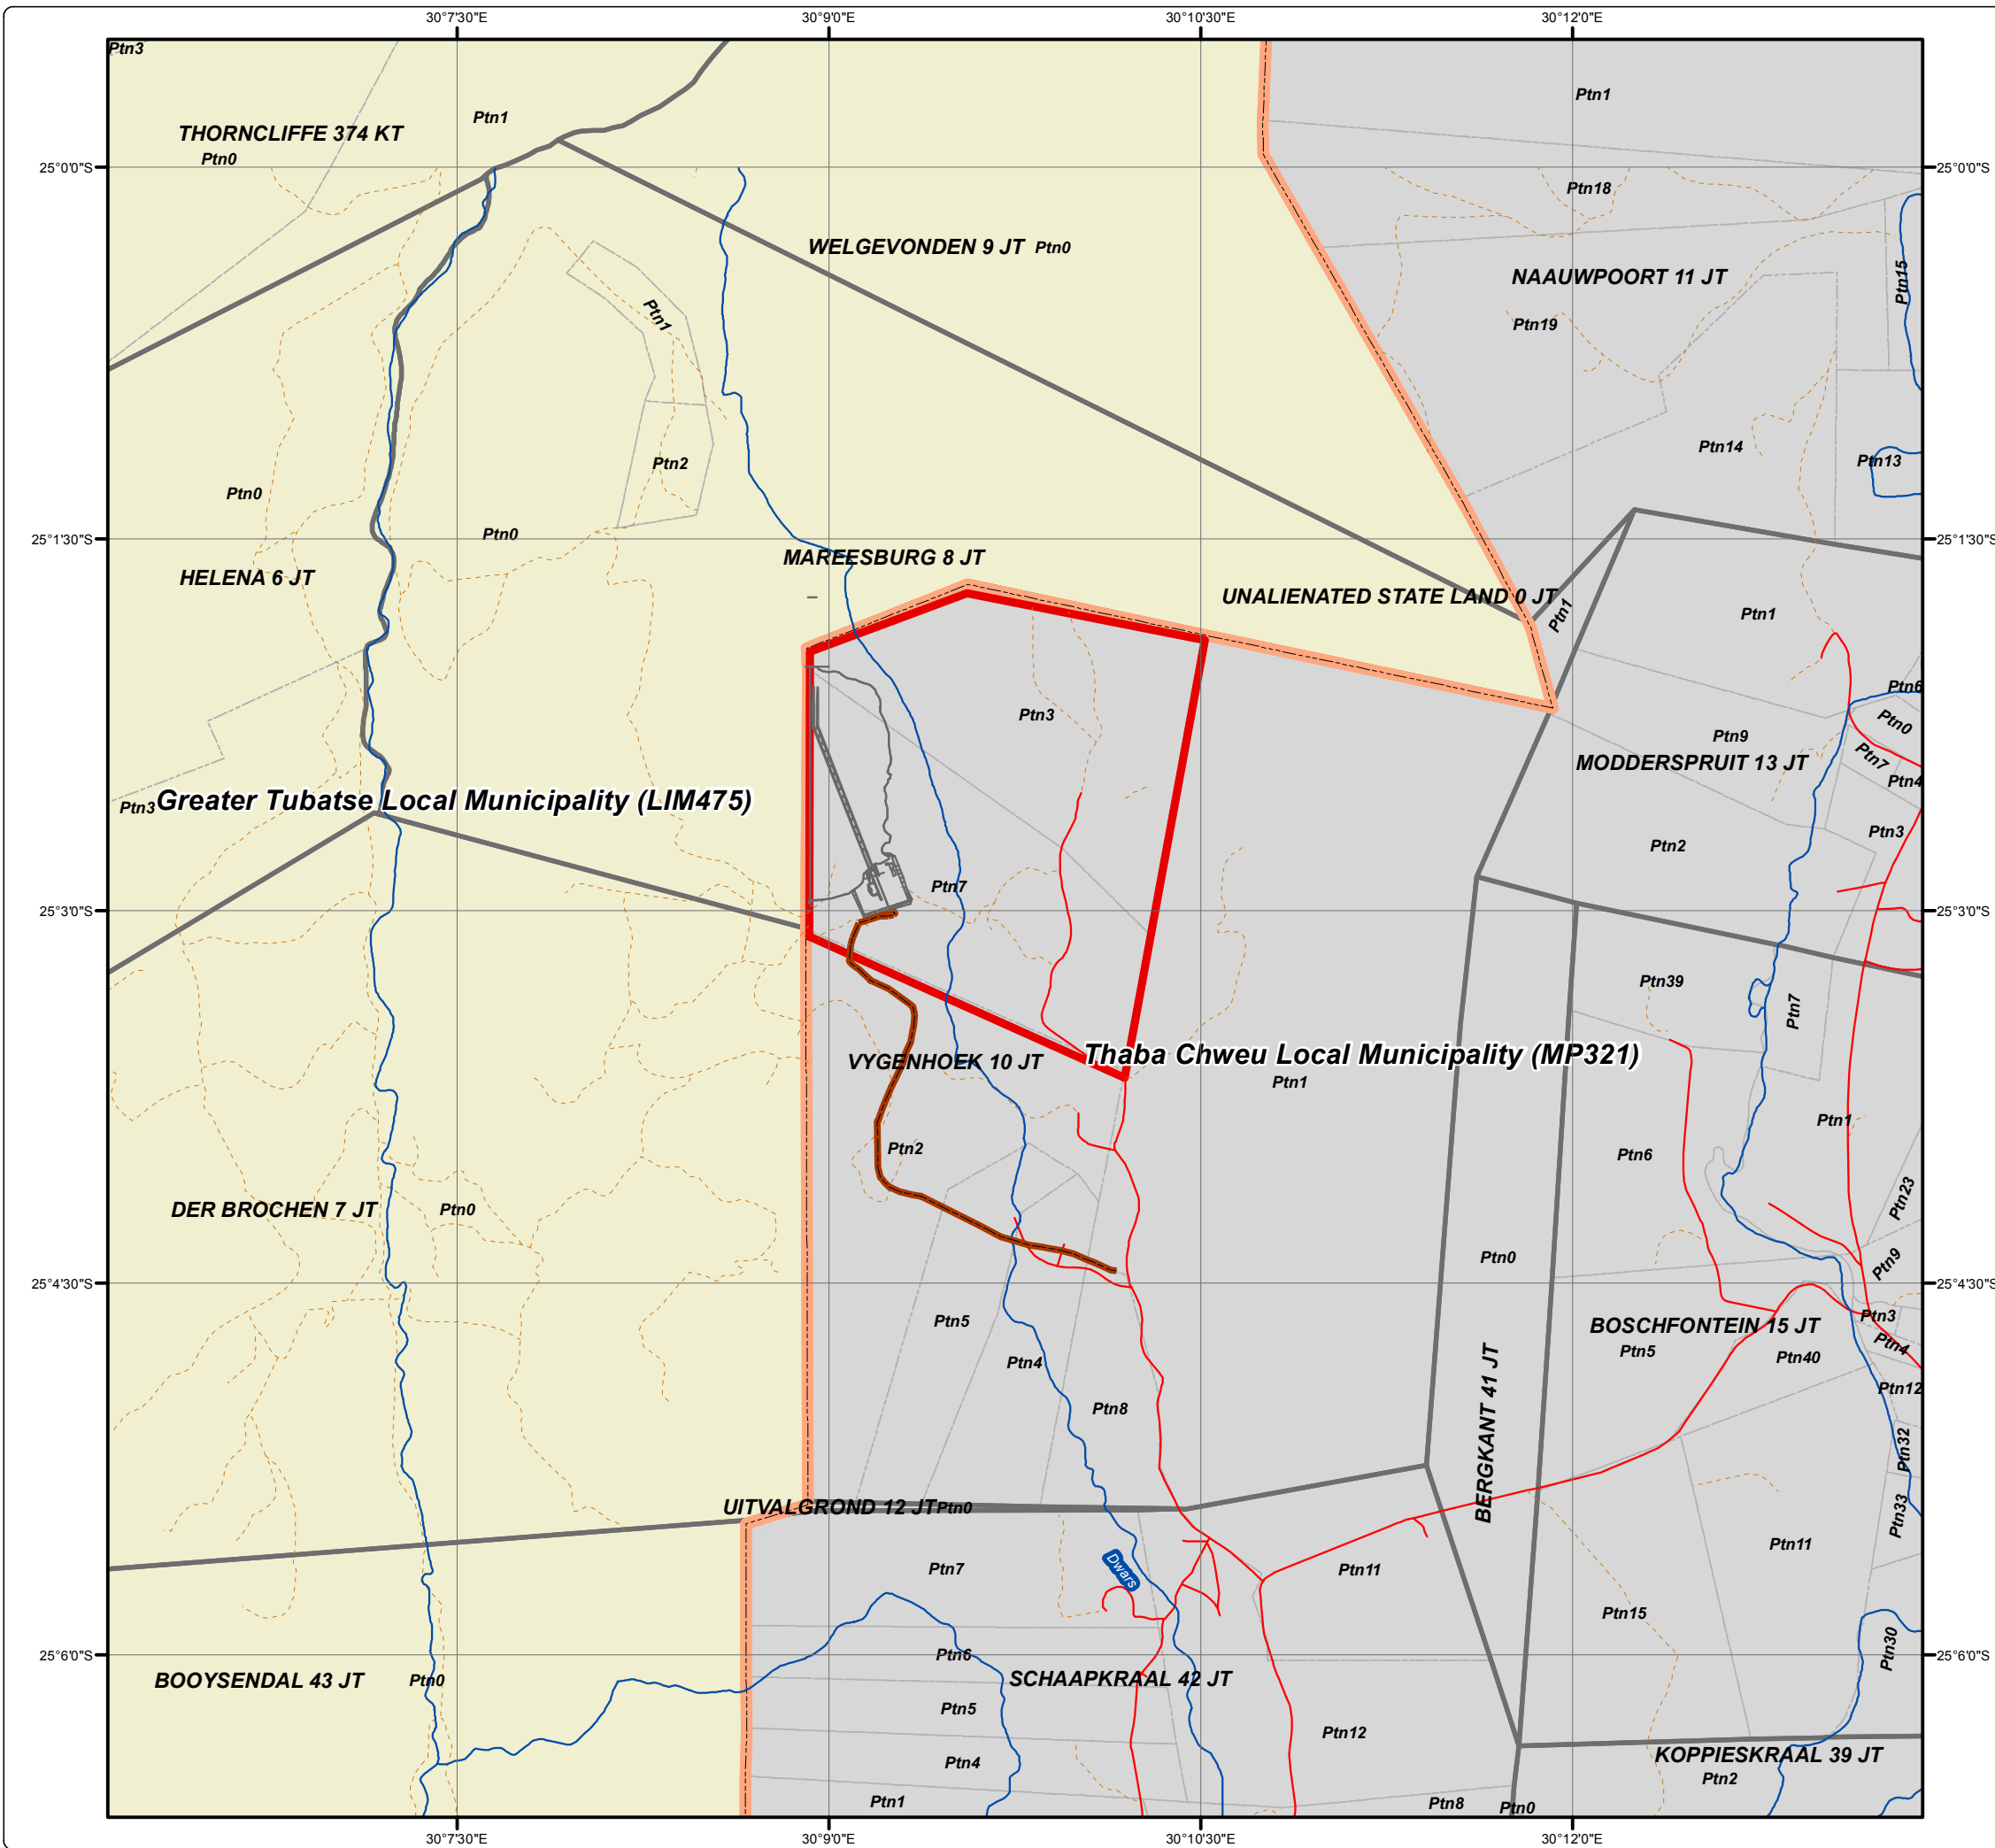 30°7'30"E
30°9'0"E
30°10'30"E
30°12'0"E
Ptn3
Ptn1
Ptn1
THORNCLIFFE 374 KT
Ptn0
25°0'0"S
25°0'0"S
Ptn18
WELGEVONDEN 9 JT
Ptn0
NAAUWPOORT 11 JT
Ptn15
Ptn1
Ptn19
Ptn14
Ptn13
Ptn2
Ptn0
Ptn0
25°1'30"S
25°1'30"S
MAREESBURG 8 JT
HELENA 6 JT
UNALIENATED STATE LAND 0 JT
Ptn1
Ptn1
Ptn6
Ptn3
Ptn0
Ptn9
Ptn7
MODDERSPRUIT 13 JT
Ptn4
Ptn3
Greater Tubatse Local Municipality (LIM475)
Ptn3
Ptn2
Ptn7
25°3'0"S
25°3'0"S
Ptn39
Ptn7
VYGENHOEK 10 JT
Thaba Chweu Local Municipality (MP321)
Ptn1
Ptn1
Ptn2
Ptn6
Ptn23
DER BROCHEN 7 JT
Ptn0
Ptn0
Ptn9
25°4'30"S
25°4'30"S
Ptn5
Ptn3
BOSCHFONTEIN 15 JT
Ptn4
Ptn4
Ptn5
Ptn40
Ptn12
Ptn8
BERGKANT 41 JT
Ptn32
UITVALGROND 12 JT
Ptn0
Ptn33
Ptn11
Ptn7
Dwars
Ptn11
Ptn15
Ptn30
25°6'0"S
25°6'0"S
Ptn6
BOOYSENDAL 43 JT
Ptn0
SCHAAPKRAAL 42 JT
Ptn5
Ptn12
KOPPIESKRAAL 39 JT
Ptn4
Ptn2
Ptn1
Ptn8
Ptn0
30°7'30"E
30°9'0"E
30°10'30"E
30°12'0"E